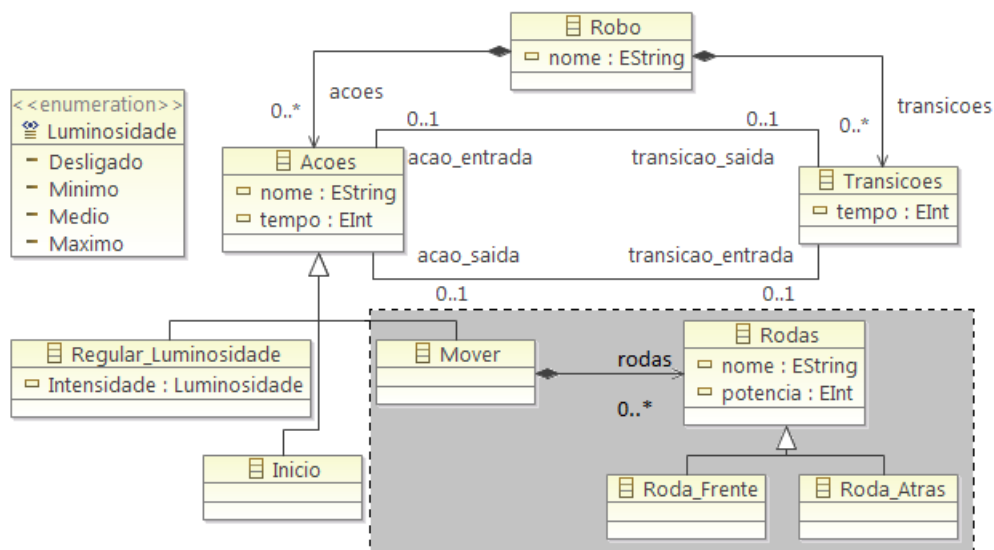 Robo
nome : EString
acoes
0..*
transicoes
0..*
<<enumeration>>
Luminosidade
Desligado
Minimo
Medio
Maximo
0..1
0..1
acao_entrada
transicao_saida
Acoes
nome : EString
tempo : EInt
Transicoes
tempo : EInt
acao_saida
transicao_entrada
0..1
0..1
Regular_Luminosidade
Intensidade : Luminosidade
Mover
rodas
0..*
Rodas
nome : EString
potencia : EInt
Inicio
Roda_Frente
Roda_Atras